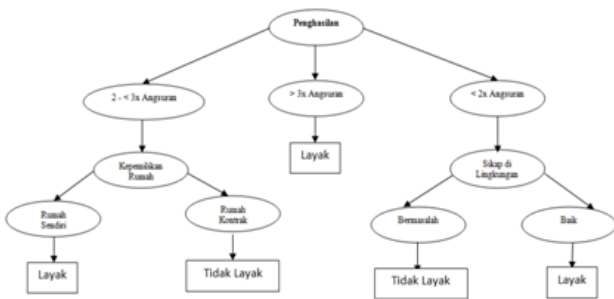 Penghasilan
2 - < 3x Angsuran
> 3x Angsuran
< 2x Angsuran
Layak
Kepemilikan
Rumah
Sikap di
Lingkungan
Rumah
Sendiri
Rumah
Kontrak
Bermasalah
Baik
Layak
Tidak Layak
Tidak Layak
Layak